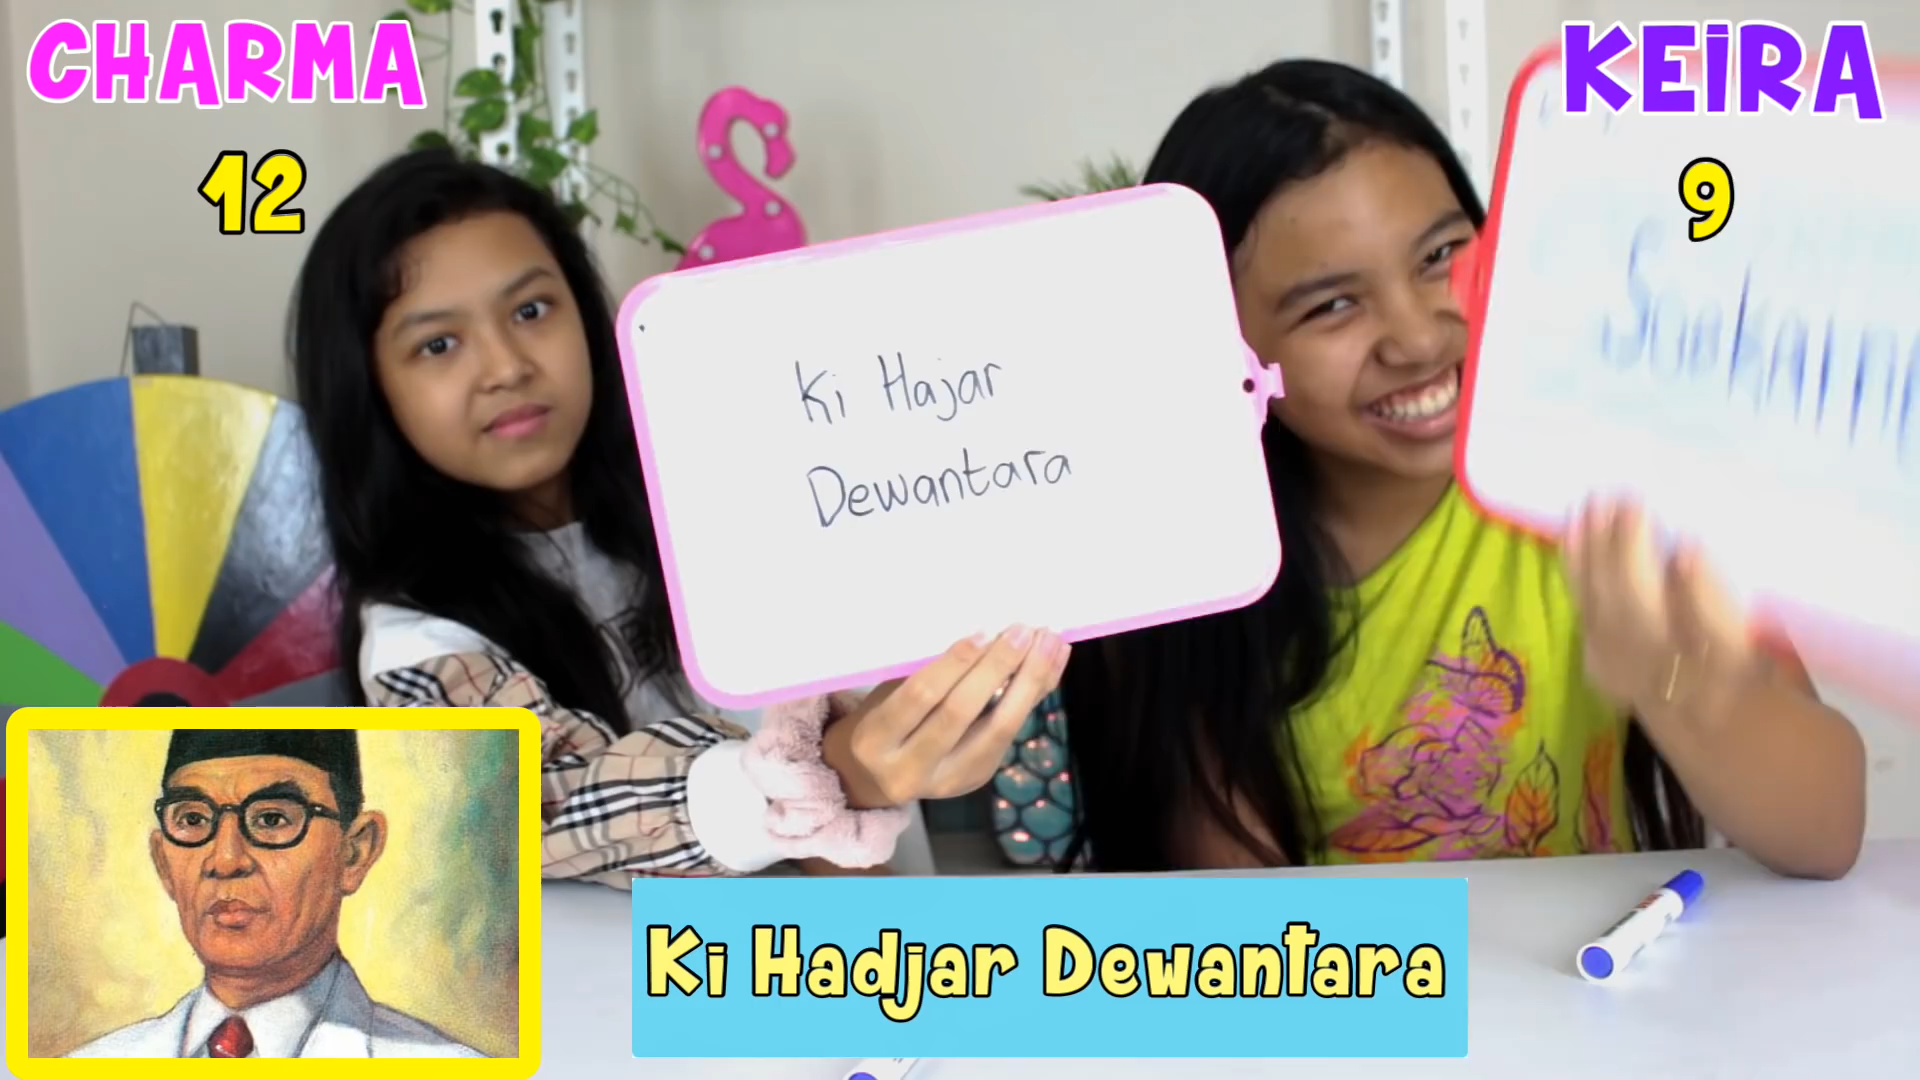 CHARMA
12
KEIRA
9
Ki Hajar
Dewantara
Ki Hadjar Dewantara